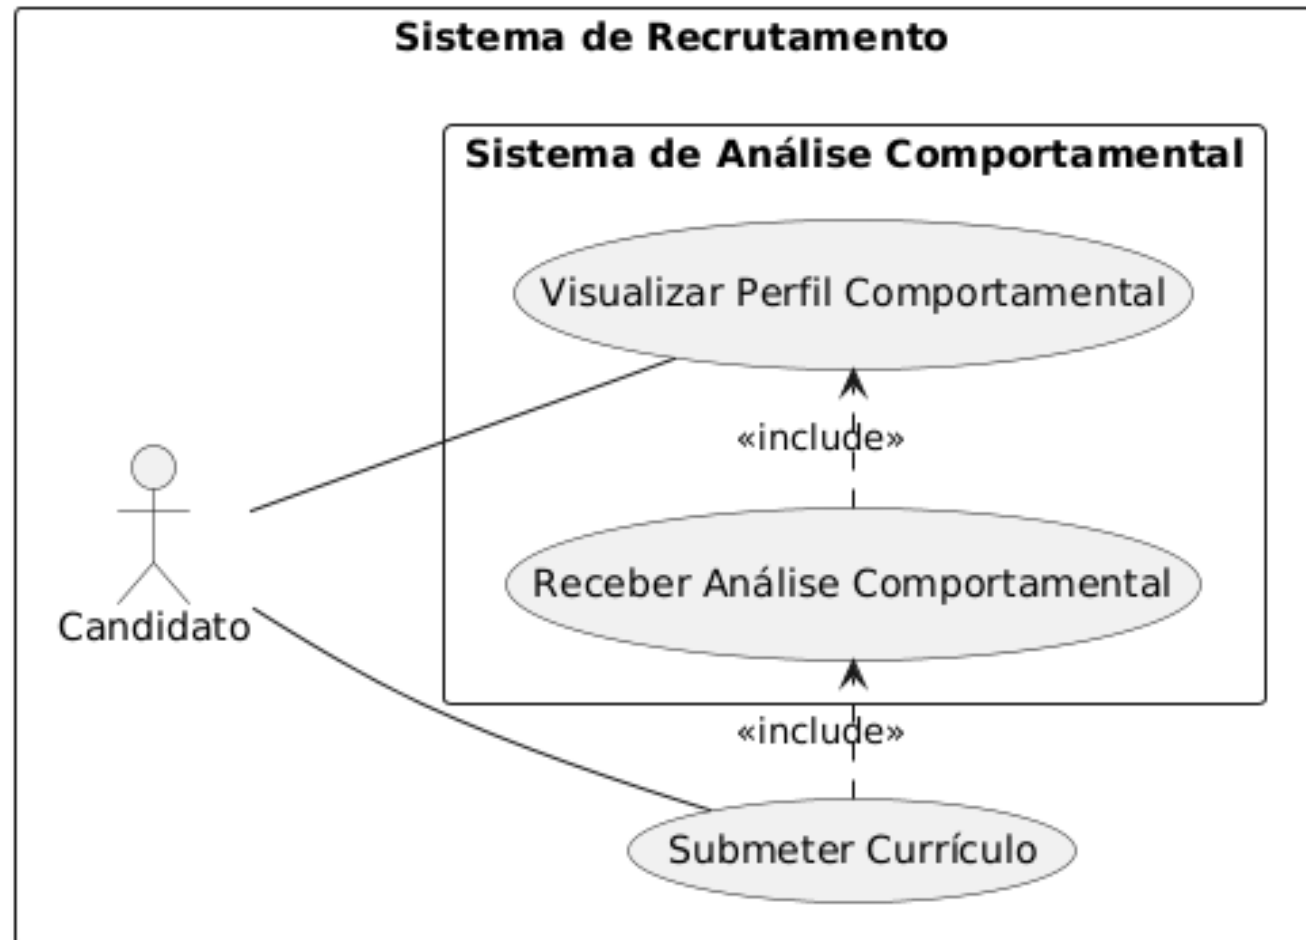 Sistema de Recrutamento
Sistema de Análise Comportamental
Visualizar Perfil Comportamental
«include»
Receber Análise Comportamental
Candidato
«include»
Submeter Currículo